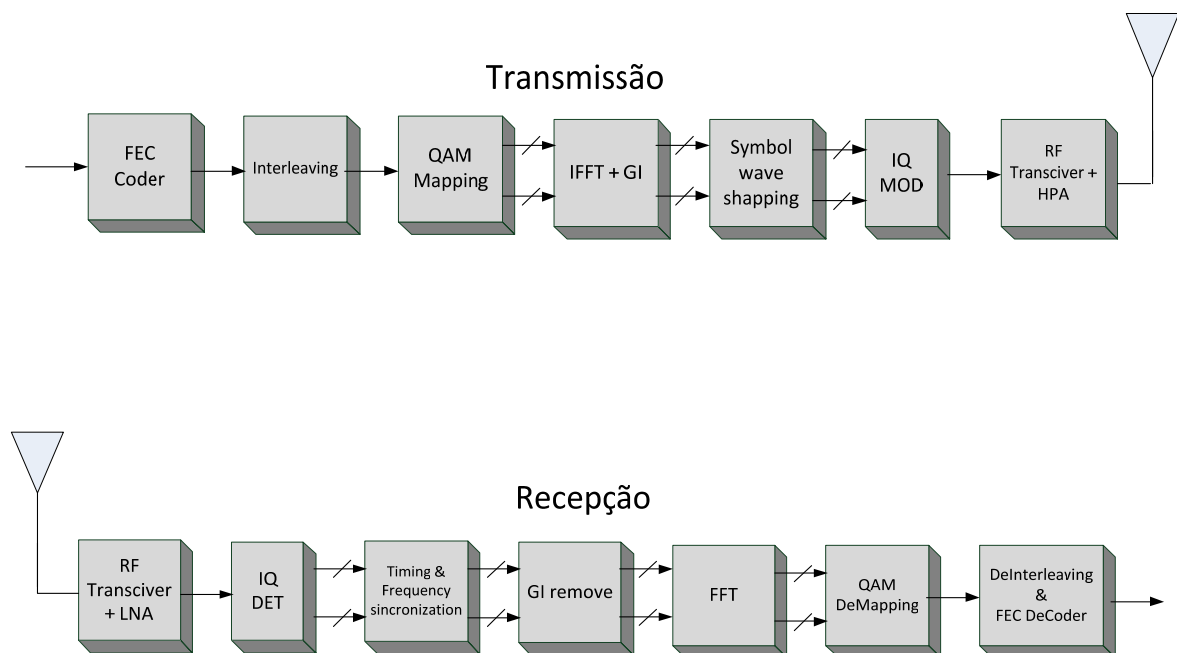 Transmissão
FEC
Coder
Interleaving
QAM
Mapping
IFFT + GI
Symbol
wave
shapping
IQ
MOD
RF
Transciver +
HPA
Recepção
RF
Transciver
+ LNA
IQ
DET
Timing &
Frequency
sincronization
GI remove
FFT
QAM
DeMapping
DeInterleaving
&
FEC DeCoder